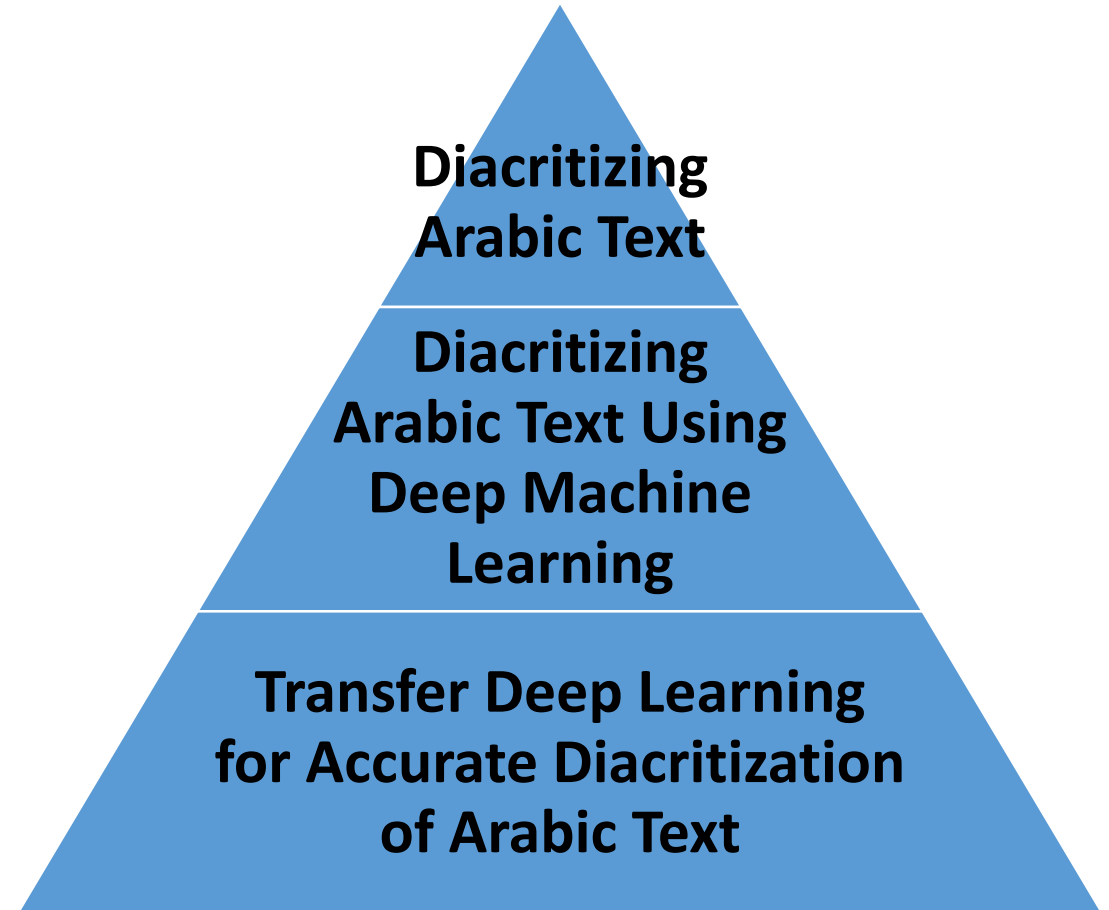 Diacritizing
Arabic Text
Diacritizing
Arabic Text Using
Deep Machine
Learning
Transfer Deep Learning
for Accurate Diacritization
of Arabic Text